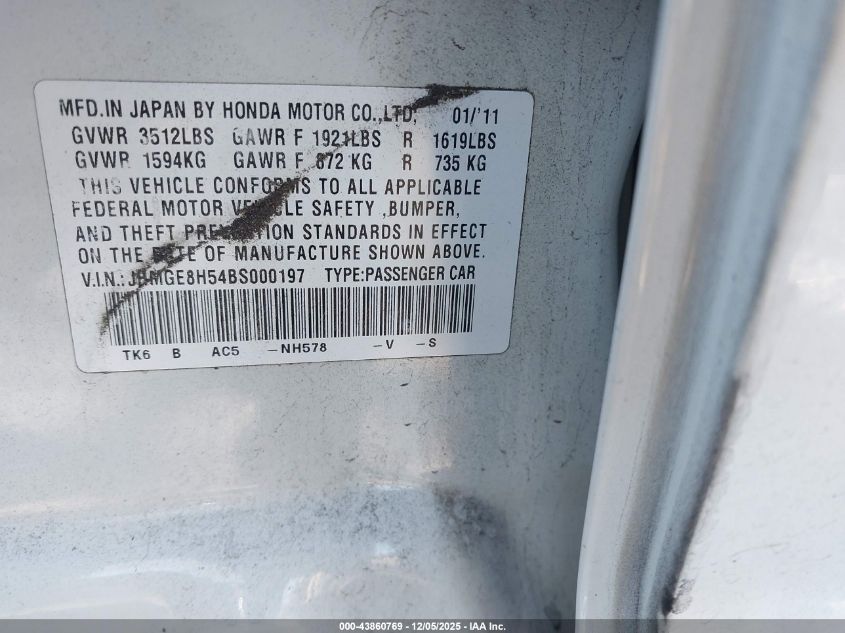 MFD.IN JAPAN BY HONDA MOTOR CO.,LTD, 01/'11
GVWR 3512LBS GAWR F 1921LBS R 1619LBS
GVWR 1594KG GAWR F 872 KG R 735 KG
THIS VEHICLE CONFORMS TO ALL APPLICABLE
FEDERAL MOTOR VEHICLE SAFETY ,BUMPER,
AND THEFT PREVENTION STANDARDS IN EFFECT
ON THE DATE OF MANUFACTURE SHOWN ABOVE.
V.I.N.: JHMGE8H54BS000197 TYPE:PASSENGER CAR
TK6 B AC5 -NH578 -V -S
000-43860769 - 12/05/2025 - IAA Inc.